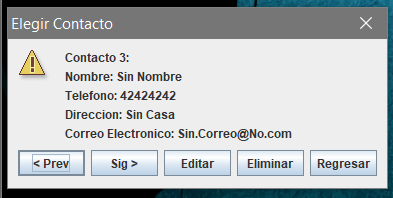 Elegir Contacto
Contacto 3:
Nombre: Sin Nombre
Telefono: 42424242
Direccion: Sin Casa
Correo Electronico: Sin.Correo@No.com
< Prev Sig > Editar Eliminar Regresar